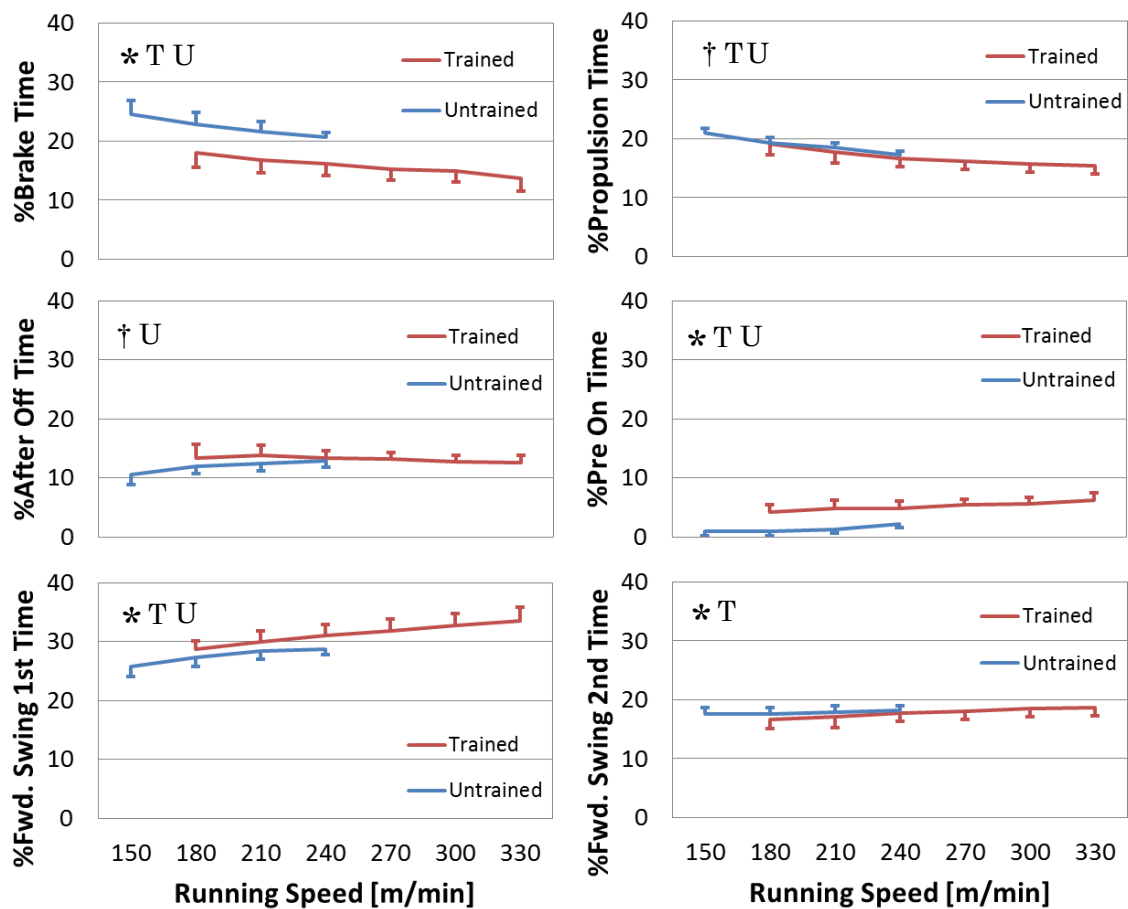 %Brake Time
40
30
20
10
0
* T U
Trained
Untrained
%Propulsion Time
40
30
20
10
0
† T U
Trained
Untrained
%After Off Time
40
30
20
10
0
† U
Trained
Untrained
%Pre On Time
40
30
20
10
0
* T U
Trained
Untrained
%Fwd. Swing 1st Time
40
30
20
10
0
* T U
Trained
Untrained
150 180 210 240 270 300 330
Running Speed [m/min]
%Fwd. Swing 2nd Time
40
30
20
10
0
* T
Trained
Untrained
150 180 210 240 270 300 330
Running Speed [m/min]